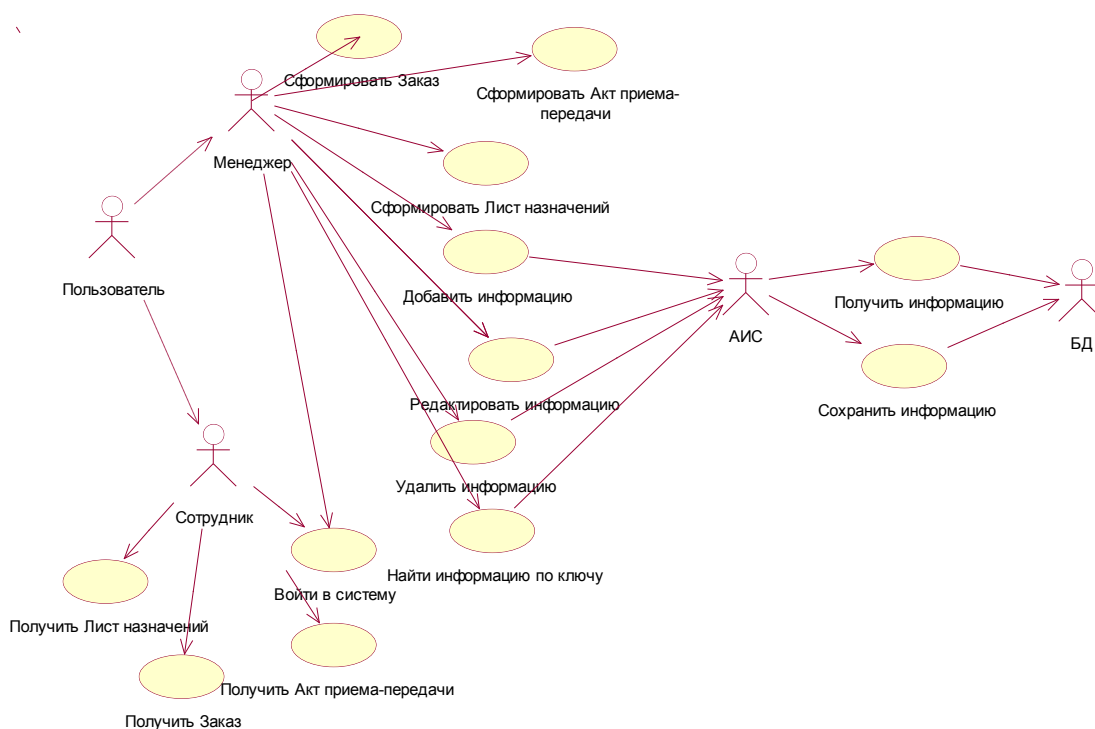 Сформировать Заказ
Сформировать Акт приема-
передачи
Менеджер
Сформировать Лист назначений
Пользователь
Добавить информацию
АИС
Получить информацию
БД
Редактировать информацию
Сохранить информацию
Удалить информацию
Сотрудник
Найти информацию по ключу
Войти в систему
Получить Лист назначений
Получить Акт приема-передачи
Получить Заказ